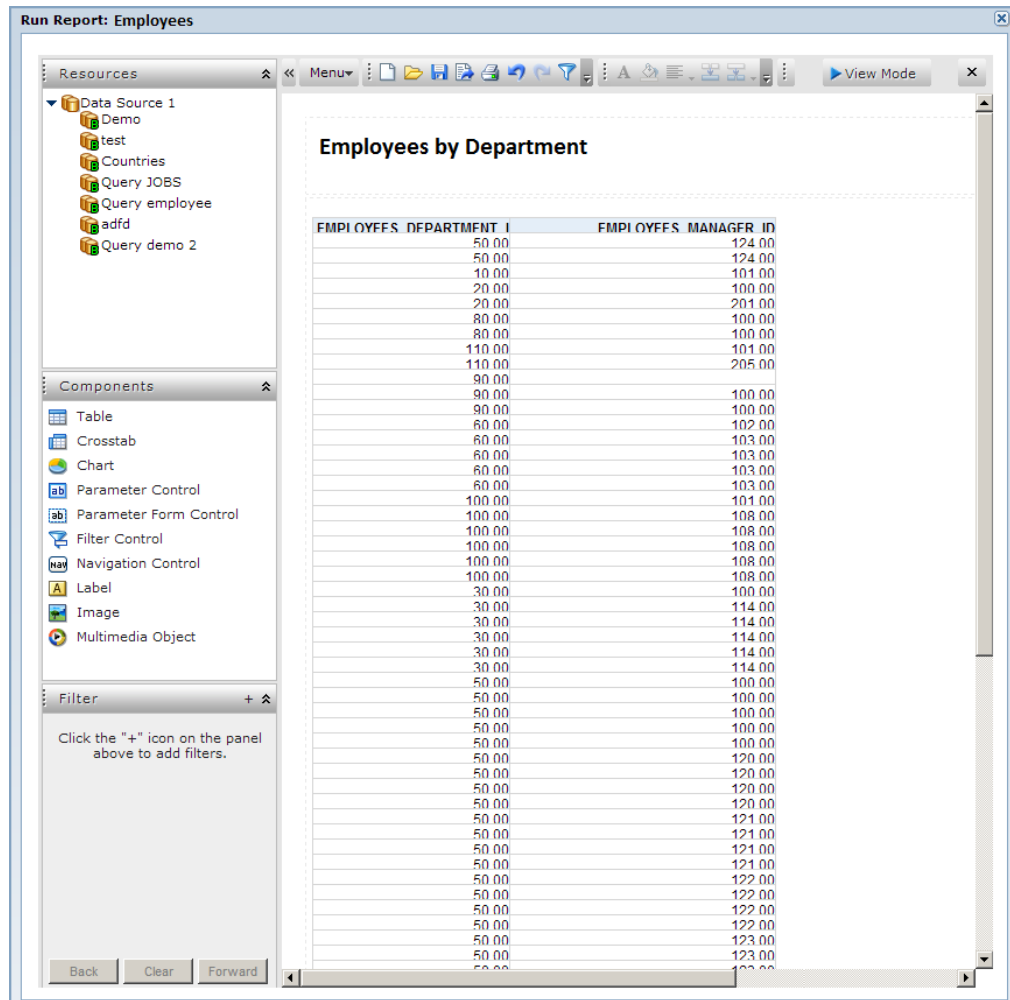 Run Report: Employees
Resources
Menu
View Mode
Data Source 1
Demo
test
Countries
Query JOBS
Query employee
adfd
Query demo 2
Components
Table
Crosstab
Chart
ab Parameter Control
ab Parameter Form Control
Filter Control
Nav Navigation Control
A Label
Image
Multimedia Object
Filter
Click the "+" icon on the panel
above to add filters.
Back Clear Forward
Employees by Department
EMPLOYEES_DEPARTMENT_I EMPLOYEES_MANAGER_ID
50.00 124.00
50.00 124.00
10.00 101.00
20.00 100.00
20.00 201.00
80.00 100.00
80.00 100.00
110.00 101.00
110.00 205.00
90.00
90.00 100.00
90.00 100.00
60.00 102.00
60.00 103.00
60.00 103.00
60.00 103.00
60.00 103.00
100.00 101.00
100.00 108.00
100.00 108.00
100.00 108.00
100.00 108.00
100.00 108.00
30.00 100.00
30.00 114.00
30.00 114.00
30.00 114.00
30.00 114.00
30.00 114.00
50.00 100.00
50.00 100.00
50.00 100.00
50.00 100.00
50.00 100.00
50.00 120.00
50.00 120.00
50.00 120.00
50.00 120.00
50.00 121.00
50.00 121.00
50.00 121.00
50.00 121.00
50.00 122.00
50.00 122.00
50.00 122.00
50.00 122.00
50.00 123.00
50.00 123.00